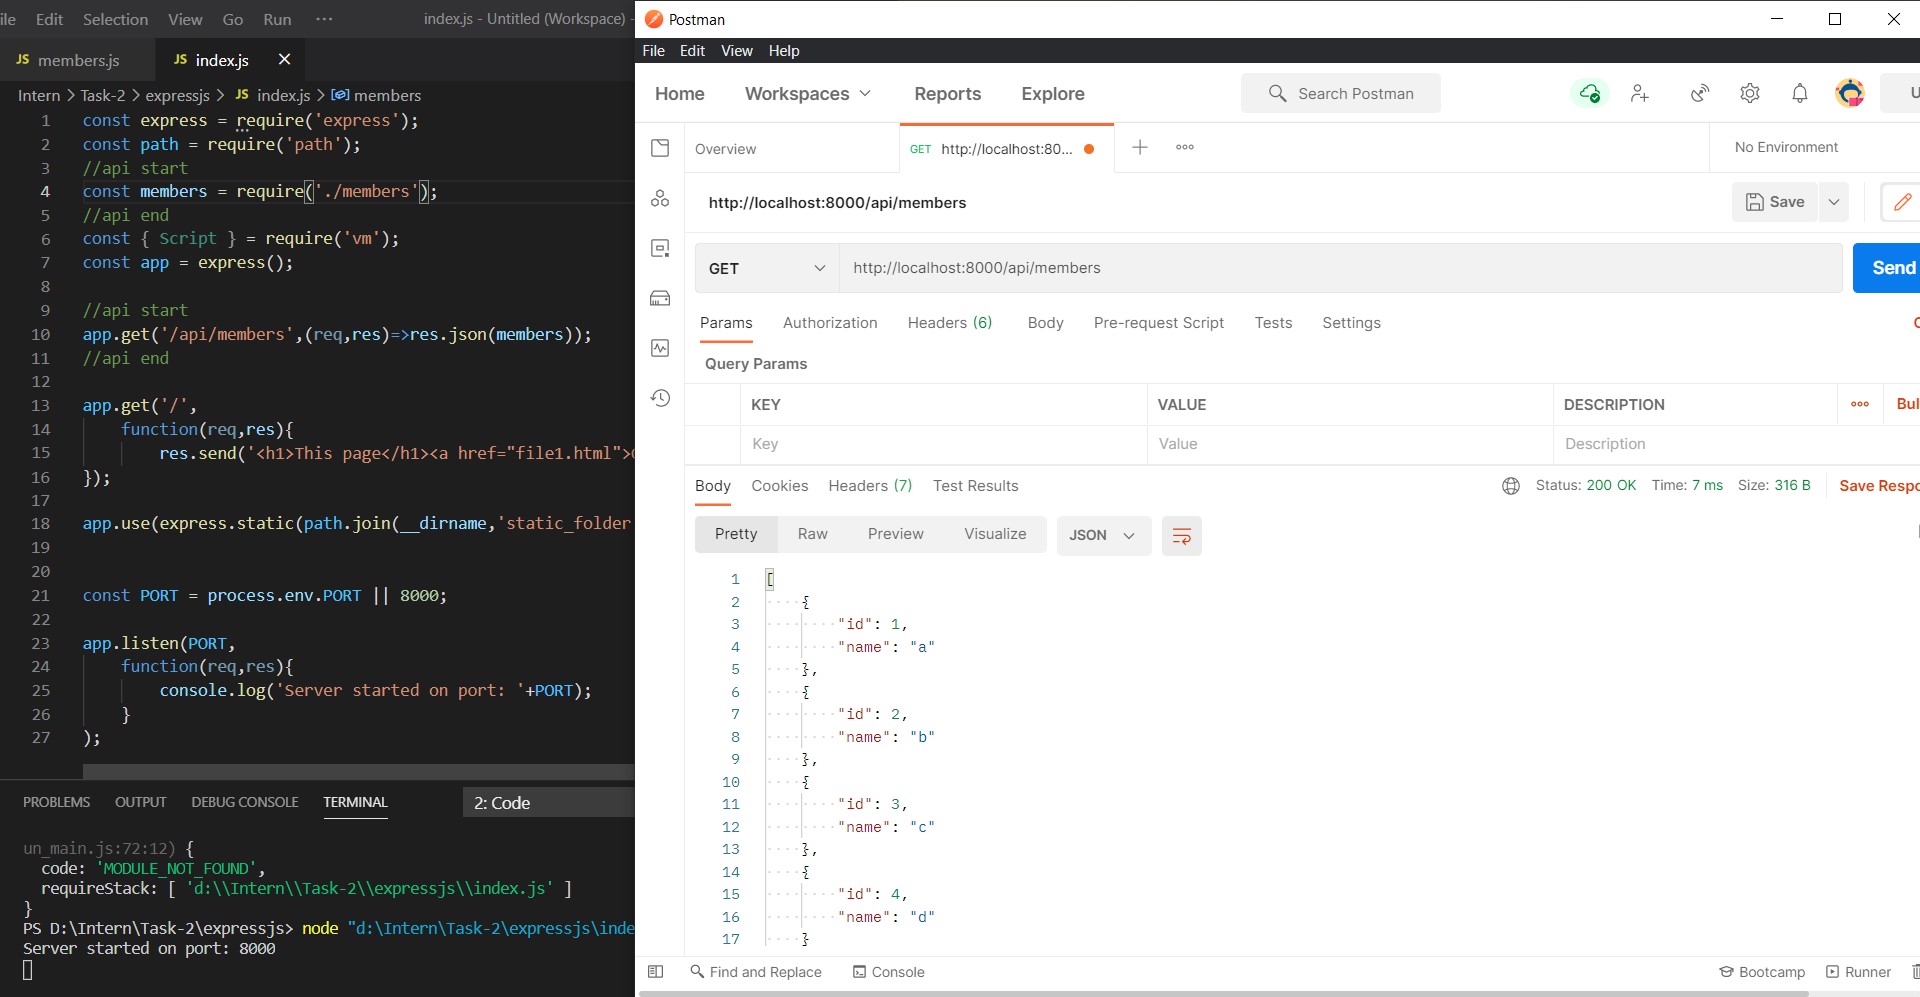 ile Edit Selection View Go Run ··· index.js - Untitled (Workspace) -
JS members.js JS index.js ×
Intern > Task-2 > expressjs > JS index.js > members
1 const express = require('express');
2 const path = require('path');
3 //api start
4 const members = require('./members');
5 //api end
6 const { Script } = require('vm');
7 const app = express();
8
9 //api start
10 app.get('/api/members',(req,res)=>res.json(members));
11 //api end
12
13 app.get('/',
14 function(req,res){
15 res.send('<h1>This page</h1><a href="file1.html">
16 });
17
18 app.use(express.static(path.join(__dirname,'static_folder
19
20
21 const PORT = process.env.PORT || 8000;
22
23 app.listen(PORT,
24 function(req,res){
25 console.log('Server started on port: '+PORT);
26 }
27 );
PROBLEMS OUTPUT DEBUG CONSOLE TERMINAL 2: Code
un_main.js:72:12) {
code: 'MODULE_NOT_FOUND',
requireStack: [ 'd:\\Intern\\Task-2\\expressjs\\index.js' ]
}
PS D:\Intern\Task-2\expressjs> node "d:\Intern\Task-2\expressjs\inde
Server started on port: 8000
Postman
File Edit View Help
Home Workspaces Reports Explore Search Postman U
Overview GET http://localhost:80... + No Environment
http://localhost:8000/api/members Save
GET http://localhost:8000/api/members Send
Params Authorization Headers (6) Body Pre-request Script Tests Settings
Query Params
KEY VALUE DESCRIPTION Bul
Key Value Description
Body Cookies Headers (7) Test Results Status: 200 OK Time: 7 ms Size: 316 B Save Respo
Pretty Raw Preview Visualize JSON
1 [
2 {
3 "id": 1,
4 "name": "a"
5 },
6 {
7 "id": 2,
8 "name": "b"
9 },
10 {
11 "id": 3,
12 "name": "c"
13 },
14 {
15 "id": 4,
16 "name": "d"
17 }
Find and Replace Console Bootcamp Runner